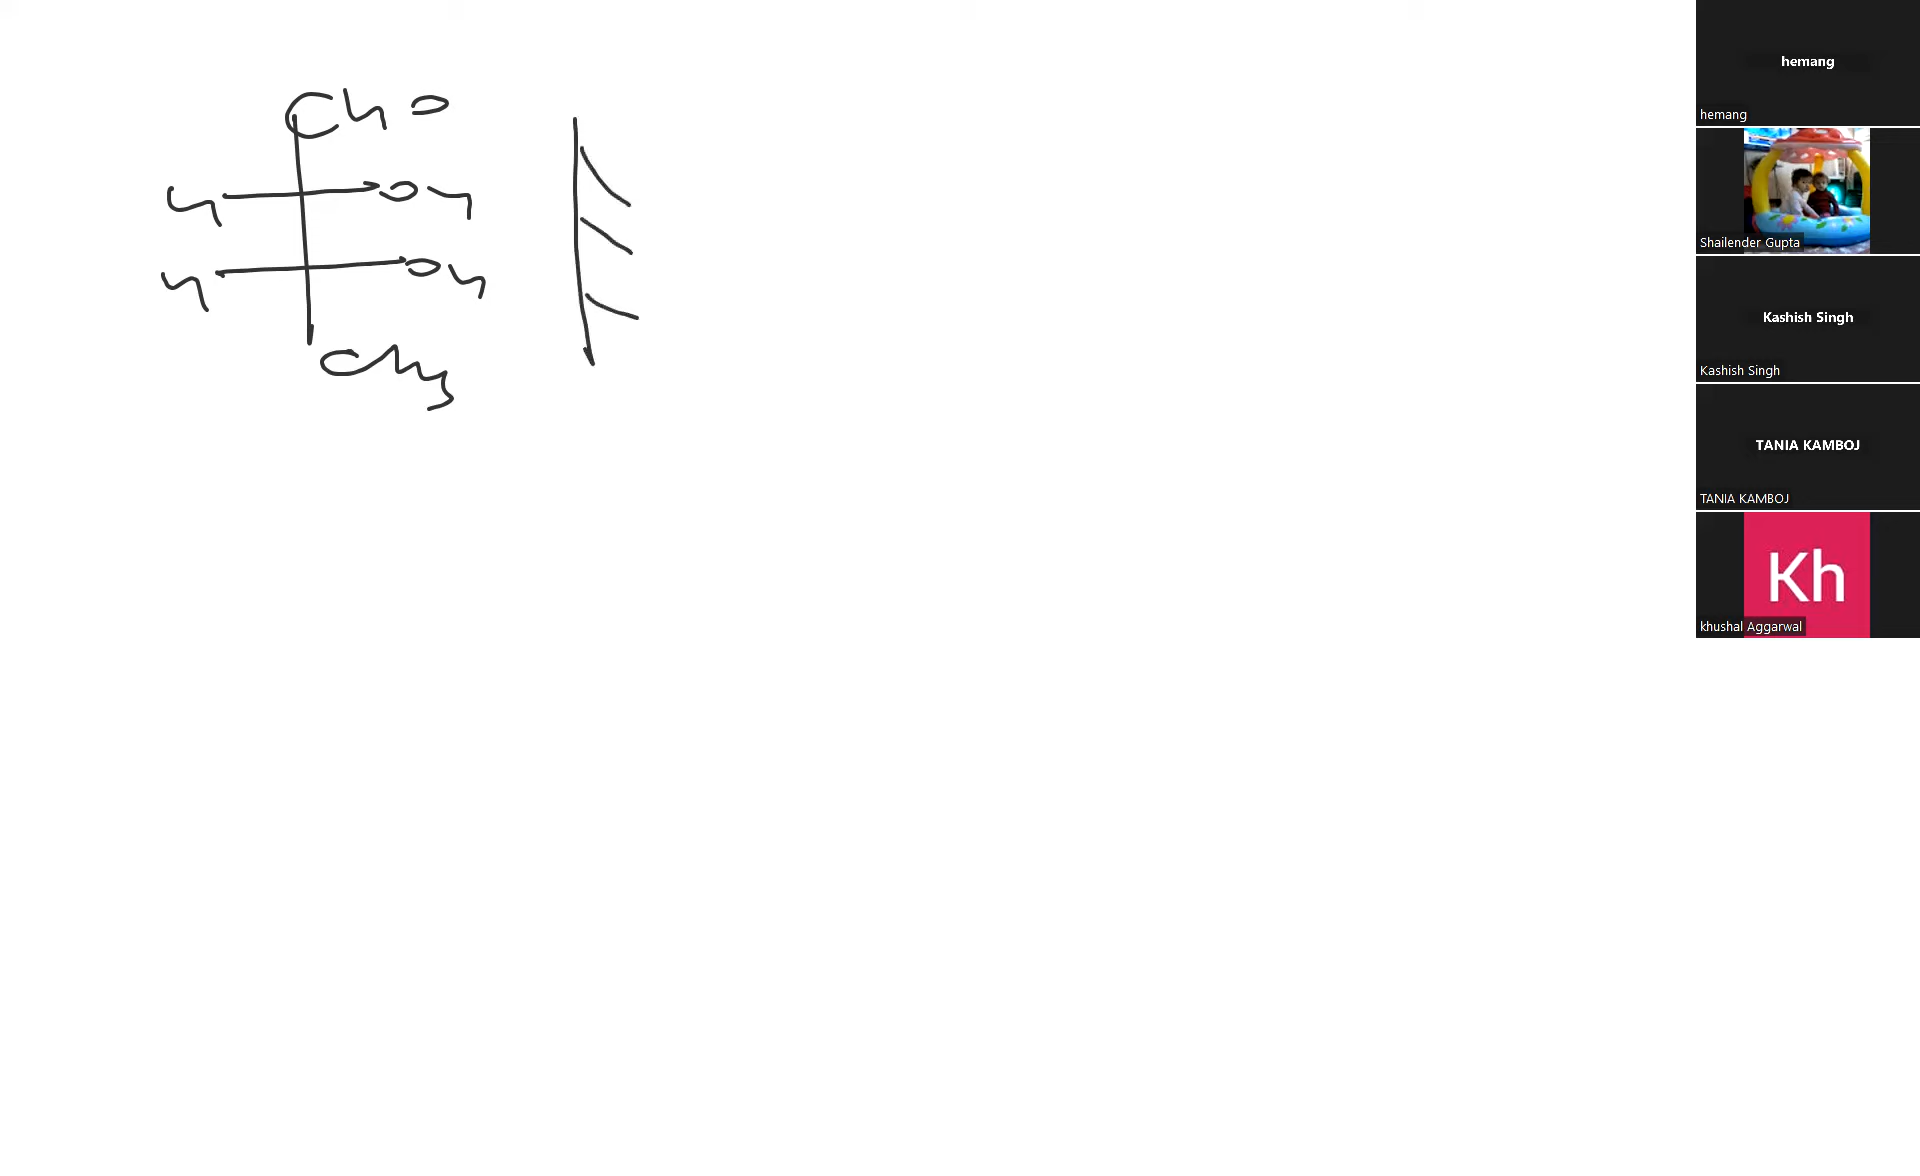 CHO
H OH
H OH
CH3
hemang
hemang
Shailender Gupta
Kashish Singh
Kashish Singh
TANIA KAMBOJ
TANIA KAMBOJ
Kh
khushal Aggarwal